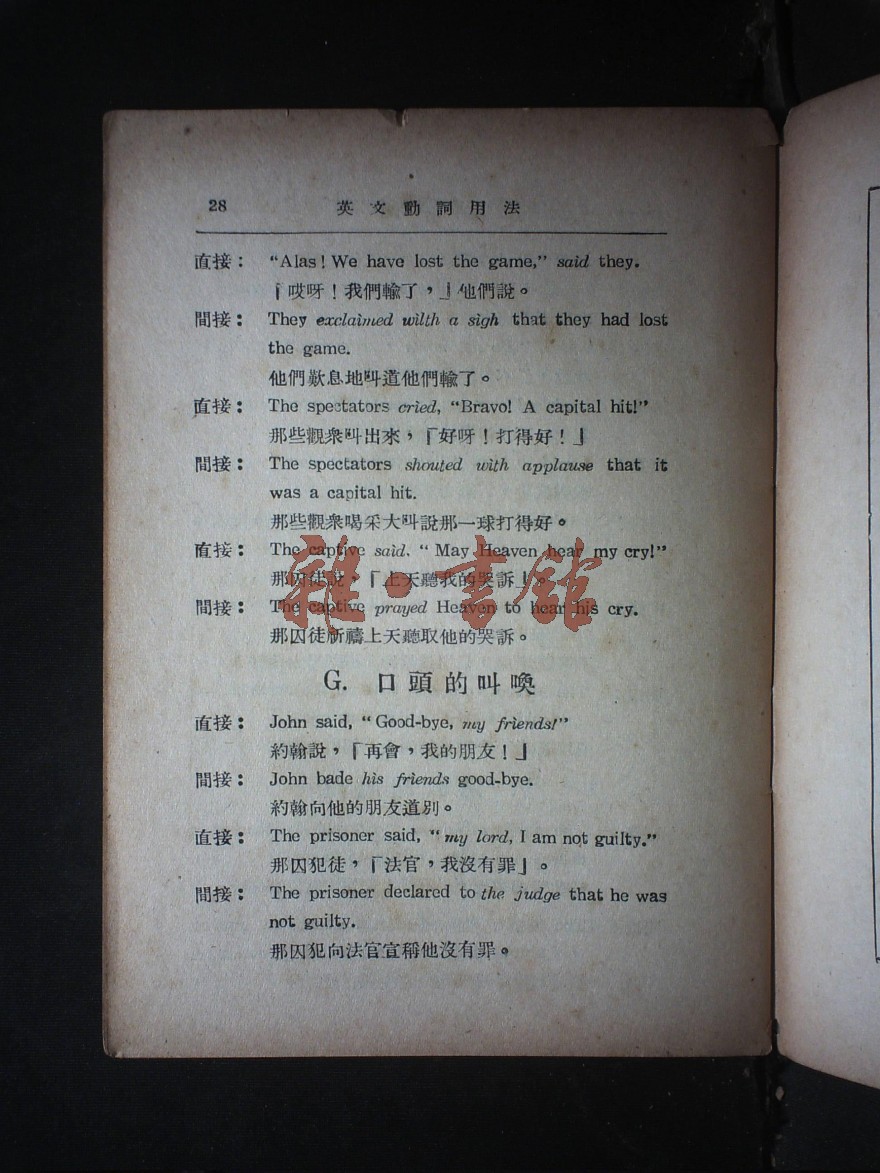 28 英文動詞用法
直接： “Alas! We have lost the game,” said they.
「哎呀！我們輸了，」他們說。
間接： They exclaimed wilth a sigh that they had lost
the game.
他們歎息地叫道他們輸了。
直接： The spectators cried, “Bravo! A capital hit!”
那些觀衆叫出來，「好呀！打得好！」
間接： The spectators shouted with applause that it
was a capital hit.
那些觀衆喝采大叫說那一球打得好。
直接： The captive said. “May Heaven hear my cry!”
那囚徒說，「上天聽我的哭訴！」。
間接： The captive prayed Heaven to hear his cry.
那囚徒祈禱上天聽取他的哭訴。
雜·書館
G. 口頭的叫喚
直接： John said, “Good-bye, my friends!”
約翰說，「再會，我的朋友！」
間接： John bade his friends good-bye.
約翰向他的朋友道別。
直接： The prisoner said, “my lord, I am not guilty.”
那囚犯徒，「法官，我沒有罪」。
間接： The prisoner declared to the judge that he was
not guilty.
那囚犯向法官宣稱他沒有罪。